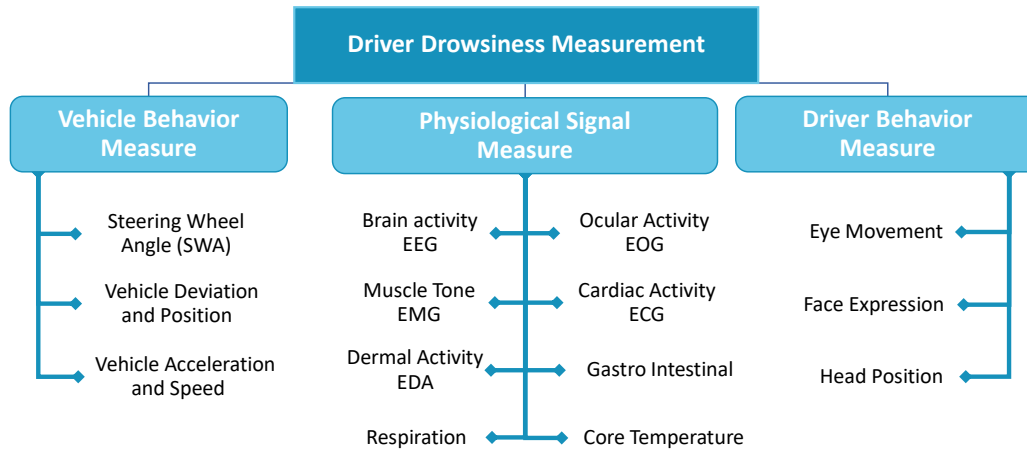 Driver Drowsiness Measurement
Vehicle Behavior
Measure
Physiological Signal
Measure
Driver Behavior
Measure
Steering Wheel
Angle (SWA)
Vehicle Deviation
and Position
Vehicle Acceleration
and Speed
Brain activity
EEG
Ocular Activity
EOG
Muscle Tone
EMG
Cardiac Activity
ECG
Dermal Activity
EDA
Gastro Intestinal
Respiration
Core Temperature
Eye Movement
Face Expression
Head Position